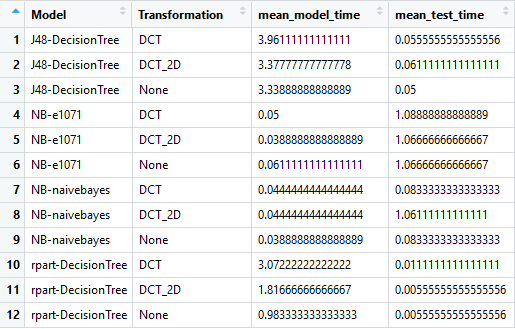 Model Transformation mean_model_time mean_test_time
1 J48-DecisionTree DCT 3.96111111111111 0.0555555555555556
2 J48-DecisionTree DCT_2D 3.37777777777778 0.0611111111111111
3 J48-DecisionTree None 3.33888888888889 0.05
4 NB-e1071 DCT 0.05 1.08888888888889
5 NB-e1071 DCT_2D 0.0388888888888889 1.06666666666667
6 NB-e1071 None 0.0611111111111111 1.06666666666667
7 NB-naivebayes DCT 0.0444444444444444 0.0833333333333333
8 NB-naivebayes DCT_2D 0.0444444444444444 1.06111111111111
9 NB-naivebayes None 0.0388888888888889 0.0833333333333333
10 rpart-DecisionTree DCT 3.07222222222222 0.0111111111111111
11 rpart-DecisionTree DCT_2D 1.81666666666667 0.00555555555555556
12 rpart-DecisionTree None 0.983333333333333 0.00555555555555556